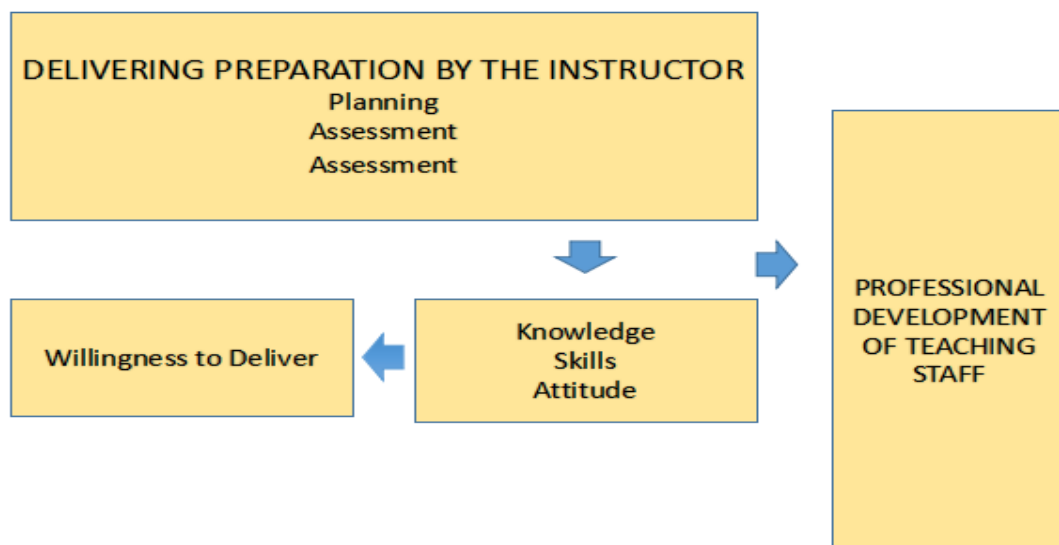 DELIVERING PREPARATION BY THE INSTRUCTOR
Planning
Assessment
Assessment
Willingness to Deliver
Knowledge
Skills
Attitude
PROFESSIONAL
DEVELOPMENT
OF TEACHING
STAFF